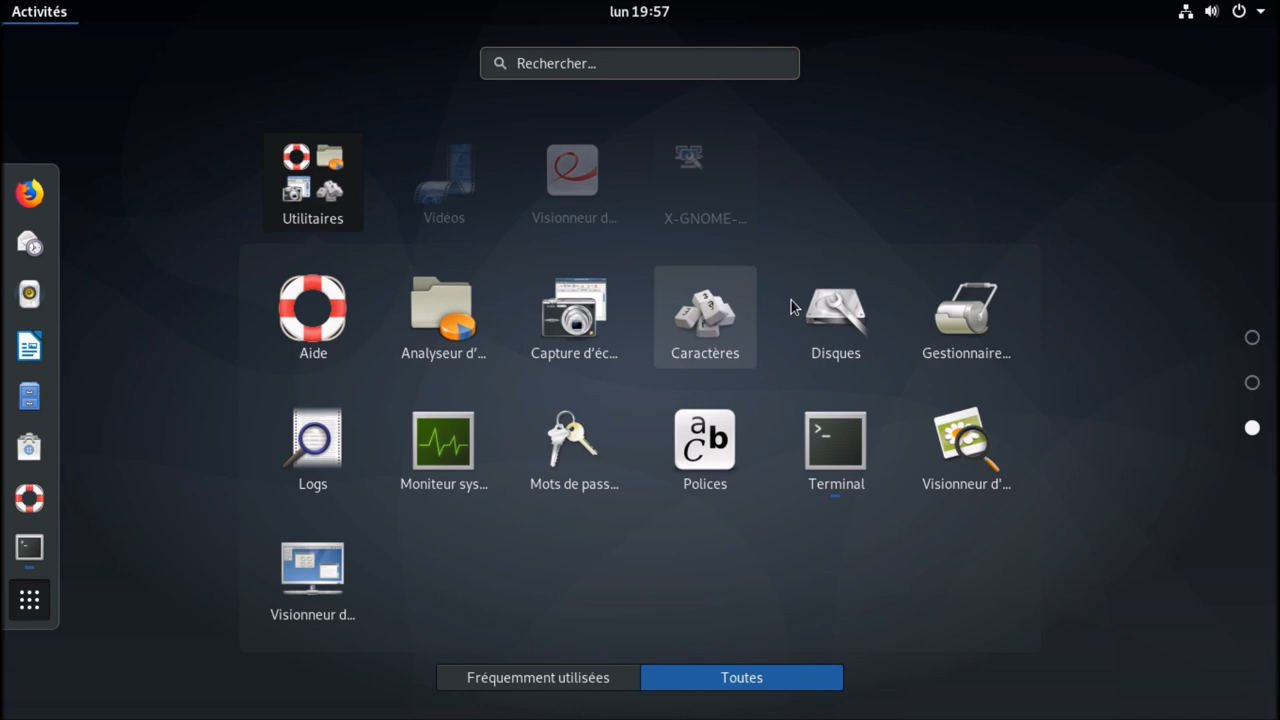 Activités
lun 19:57
Rechercher...
Utilitaires
Vidéos
Visionneur d...
X-GNOME-...
Aide
Analyseur d'...
Capture d'éc...
Caractères
Disques
Gestionnaire...
Logs
Moniteur sys...
Mots de pass...
Polices
Terminal
Visionneur d'...
Visionneur d...
Fréquemment utilisées
Toutes